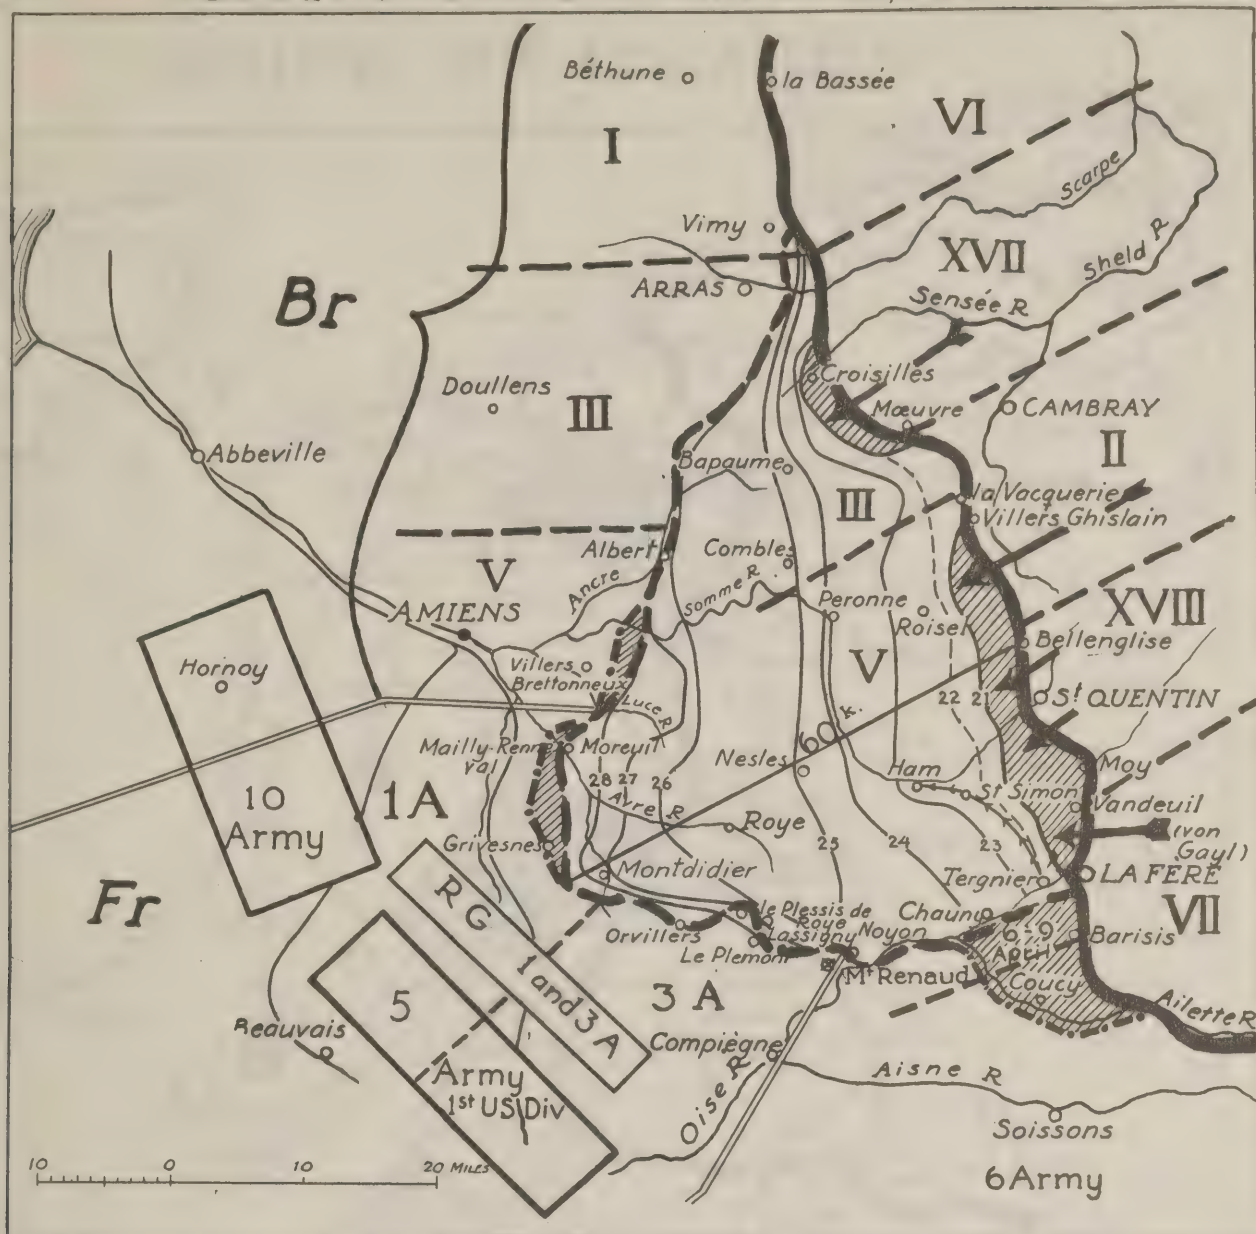 Béthune
la Bassée
VI
I
Scarpe
Vimy
XVII
Sheld R
ARRAS
Br
Sensée R
Croisilles
Doullens
III
Mœuvre
CAMBRAY
Abbeville
II
Bapaume
III
la Vacquerie
Villers Ghislain
Albert
Combles
V
Ancre
Somme R
XVIII
AMIENS
Peronne
Roisel
Bellenglise
Hornoy
Villers
Brettonneux
V
22
21
St QUENTIN
Luce R
60 k.
Mailly-Renn
Moreuil
val
Nesles
Moy
28
27
26
Ham
St Simon
10
Army
1A
Avre R
Vandeuil
Roye
(von
Gayl)
Grivesnes
25
24
23
Montdidier
Tergnier
LA FERE
Fr
R G
1 and 3 A
Chauny
VII
le Plessis de
Roye
Orvillers
Lassigny
Noyon
6-9
April
Barisis
Le Plemont
Mt Renaud
5
3 A
Coucy
Ailette R
Beauvais
Compiègne
Army
1st US Div
Oise R
Aisne R
Soissons
10
0
10
20 MILES
6 Army